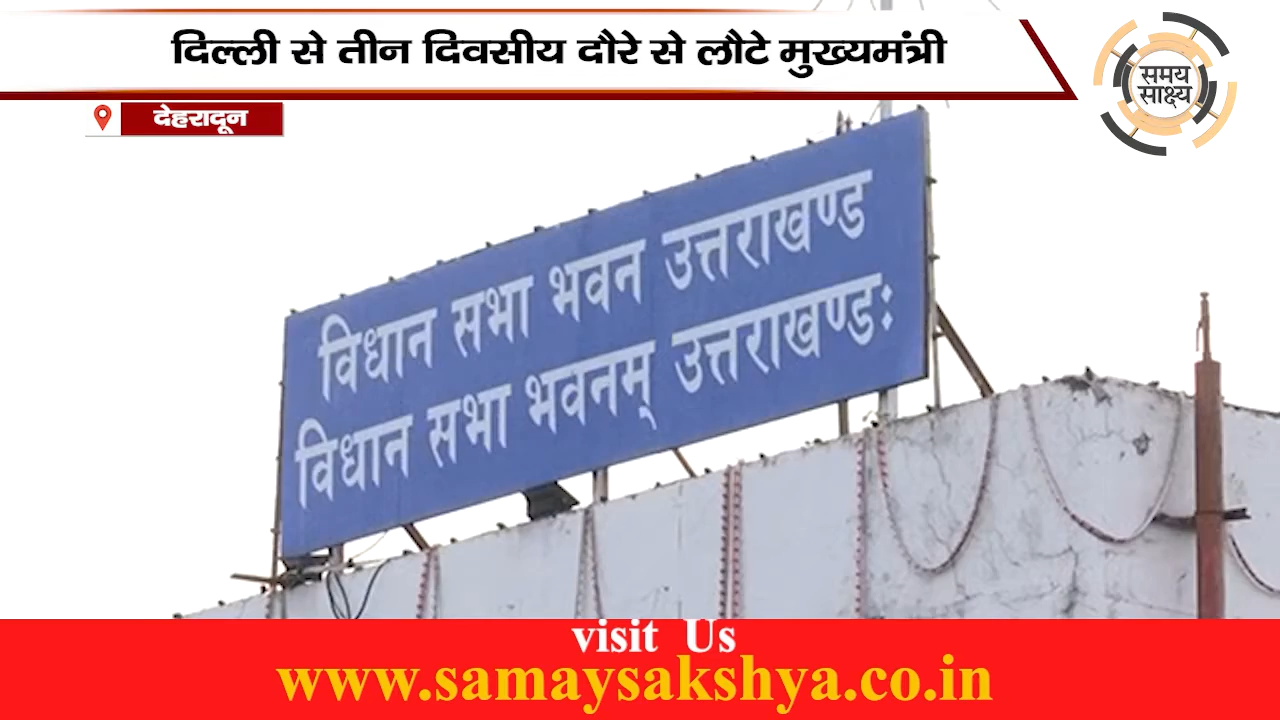 दिल्ली से तीन दिवसीय दौरे से लौटे मुख्यमंत्री
समय
साक्ष्य
देहरादून
विधान सभा भवन उत्तराखण्ड
विधान सभा भवनम् उत्तराखण्डः
visit Us
www.samaysakshya.co.in